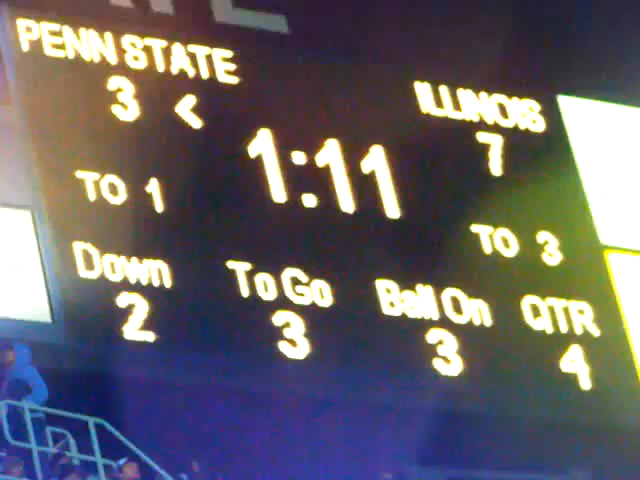 PENN STATE
3 <
ILLINOIS
7
1:11
TO 1
TO 3
Down
2
To Go
3
Ball On
3
QTR
4